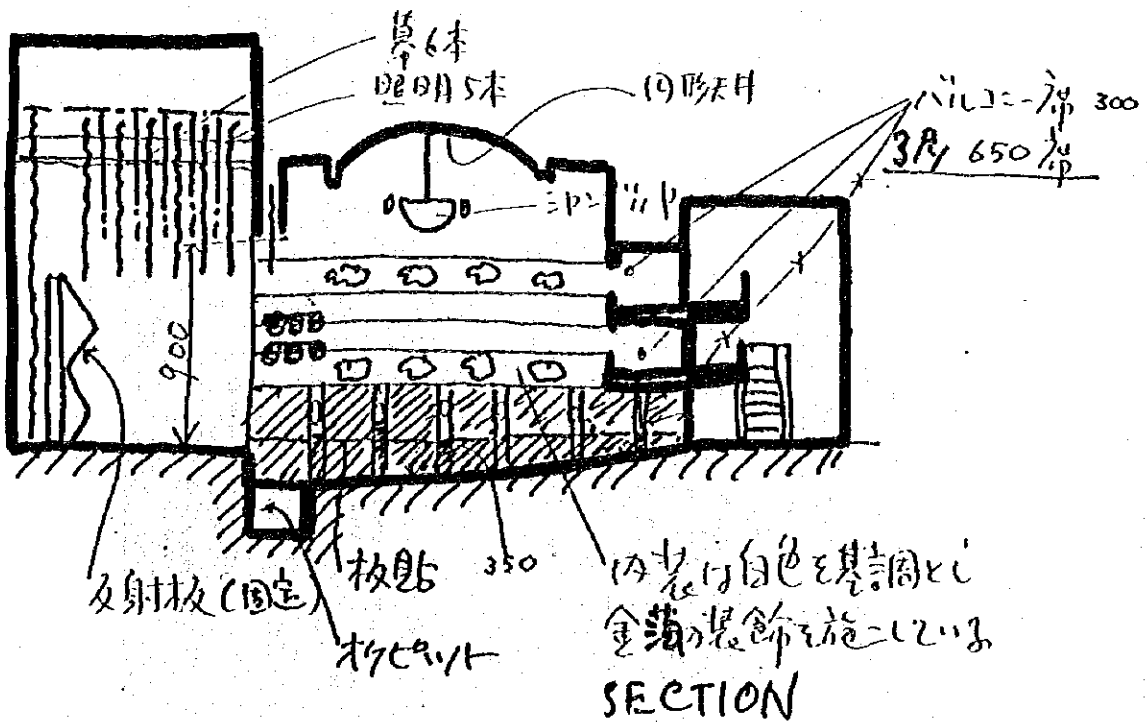 幕6本
照明5本
円形天井
バルコニー席 300
計 650席
シャンデリヤ
900
反射板(固定)
板貼
350
オケピット
内装は白色を基調とし
金箔の装飾を施こしている
SECTION